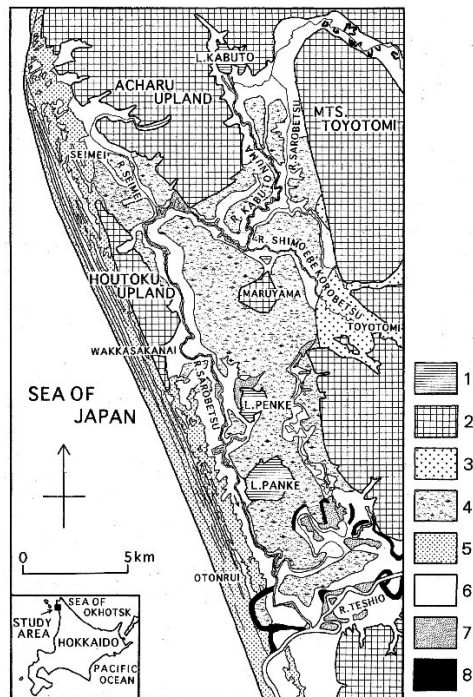 L. KABUTO
ACHARU
UPLAND
MTS.
TOYOTOMI
R. SAROBETSU
SEIMEI
R. SEIMEI
R. KABUTO
NUMA
R. SHIMOEBEKOROBETSU
HOUTOKU
UPLAND
MARUYAMA
TOYOTOMI
WAKKASAKANAI
R. SAROBETSU
SEA OF
JAPAN
L. PENKE
L. PANKE
0 5km
OTONRUI
R. TESHIO
SEA OF
OKHOTSK
STUDY
AREA
HOKKAIDO
PACIFIC
OCEAN
1
2
3
4
5
6
7
8